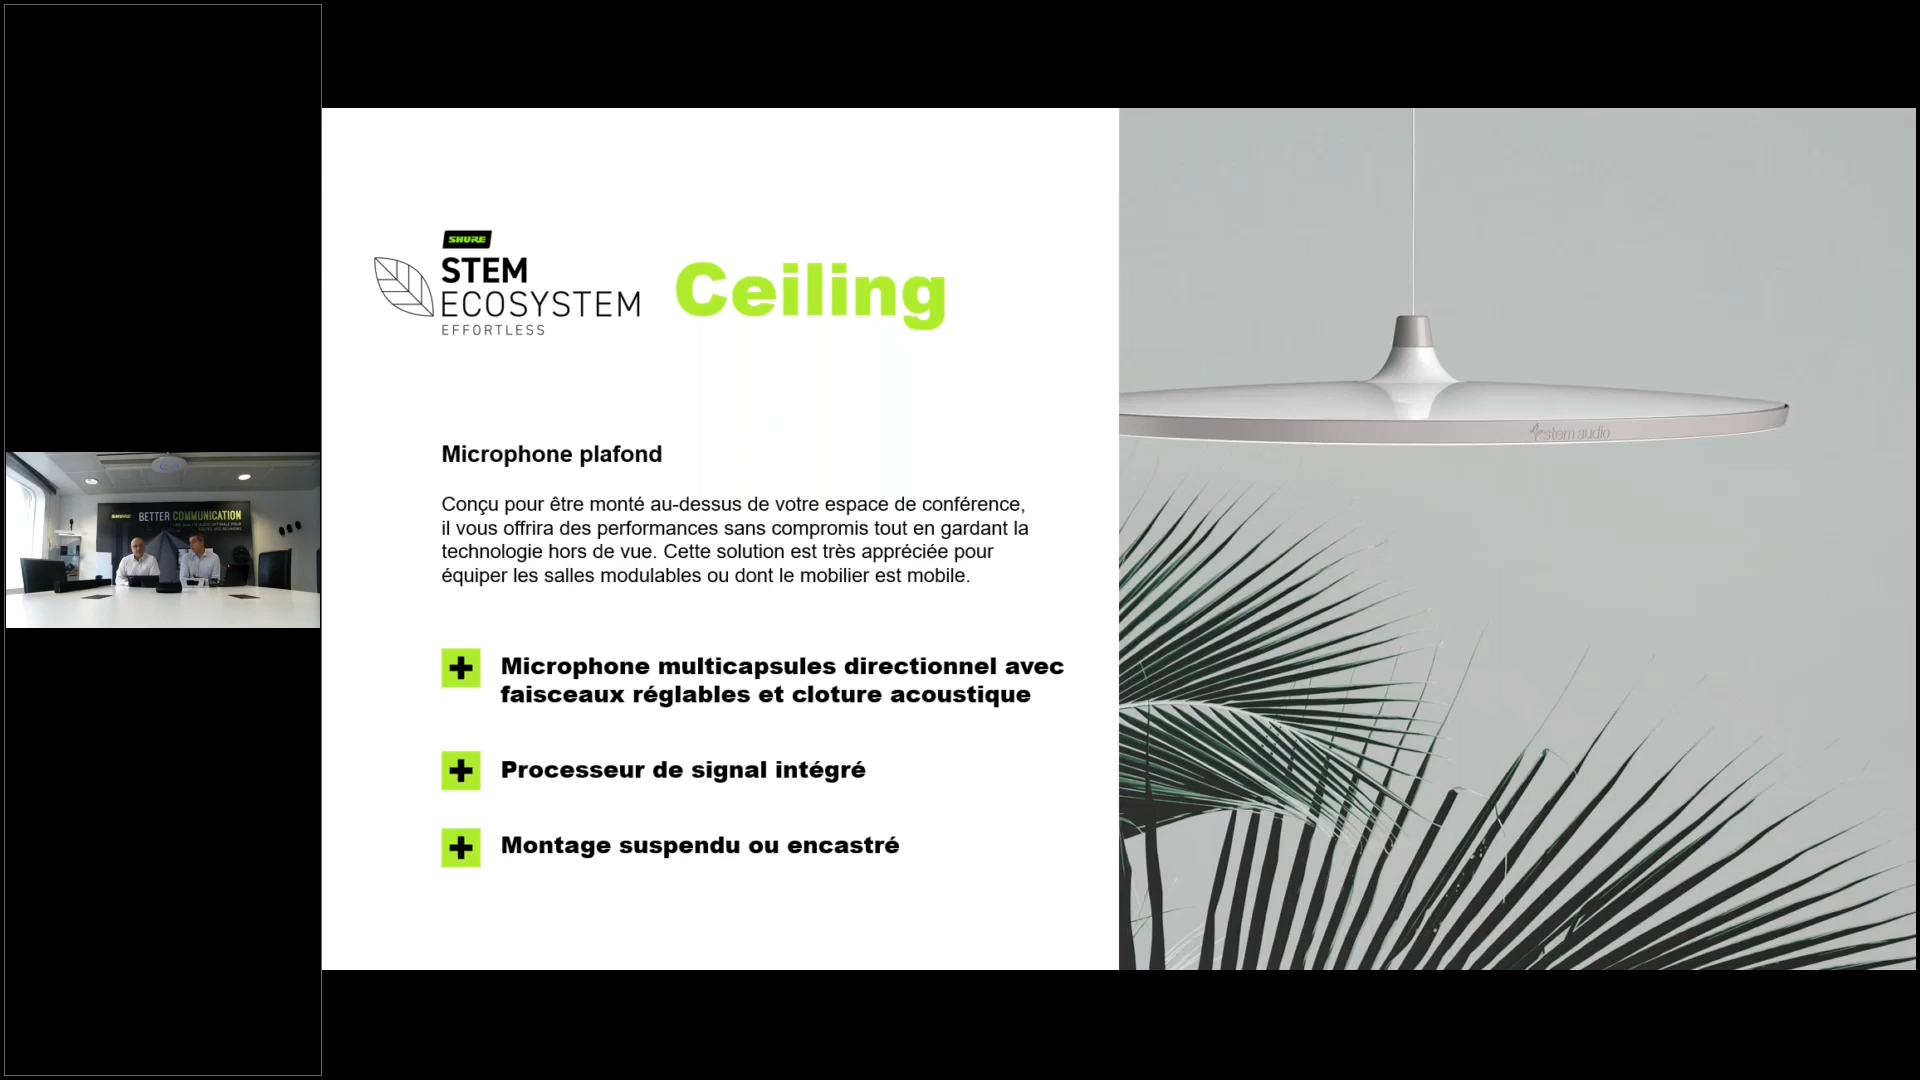 SHURE
BETTER COMMUNICATION
SHURE
STEM
ECOSYSTEM
EFFORTLESS
Ceiling
Microphone plafond
Conçu pour être monté au-dessus de votre espace de conférence,
il vous offrira des performances sans compromis tout en gardant la
technologie hors de vue. Cette solution est très appréciée pour
équiper les salles modulables ou dont le mobilier est mobile.
Microphone multicapsules directionnel avec
faisceaux réglables et cloture acoustique
Processeur de signal intégré
Montage suspendu ou encastré
stem audio